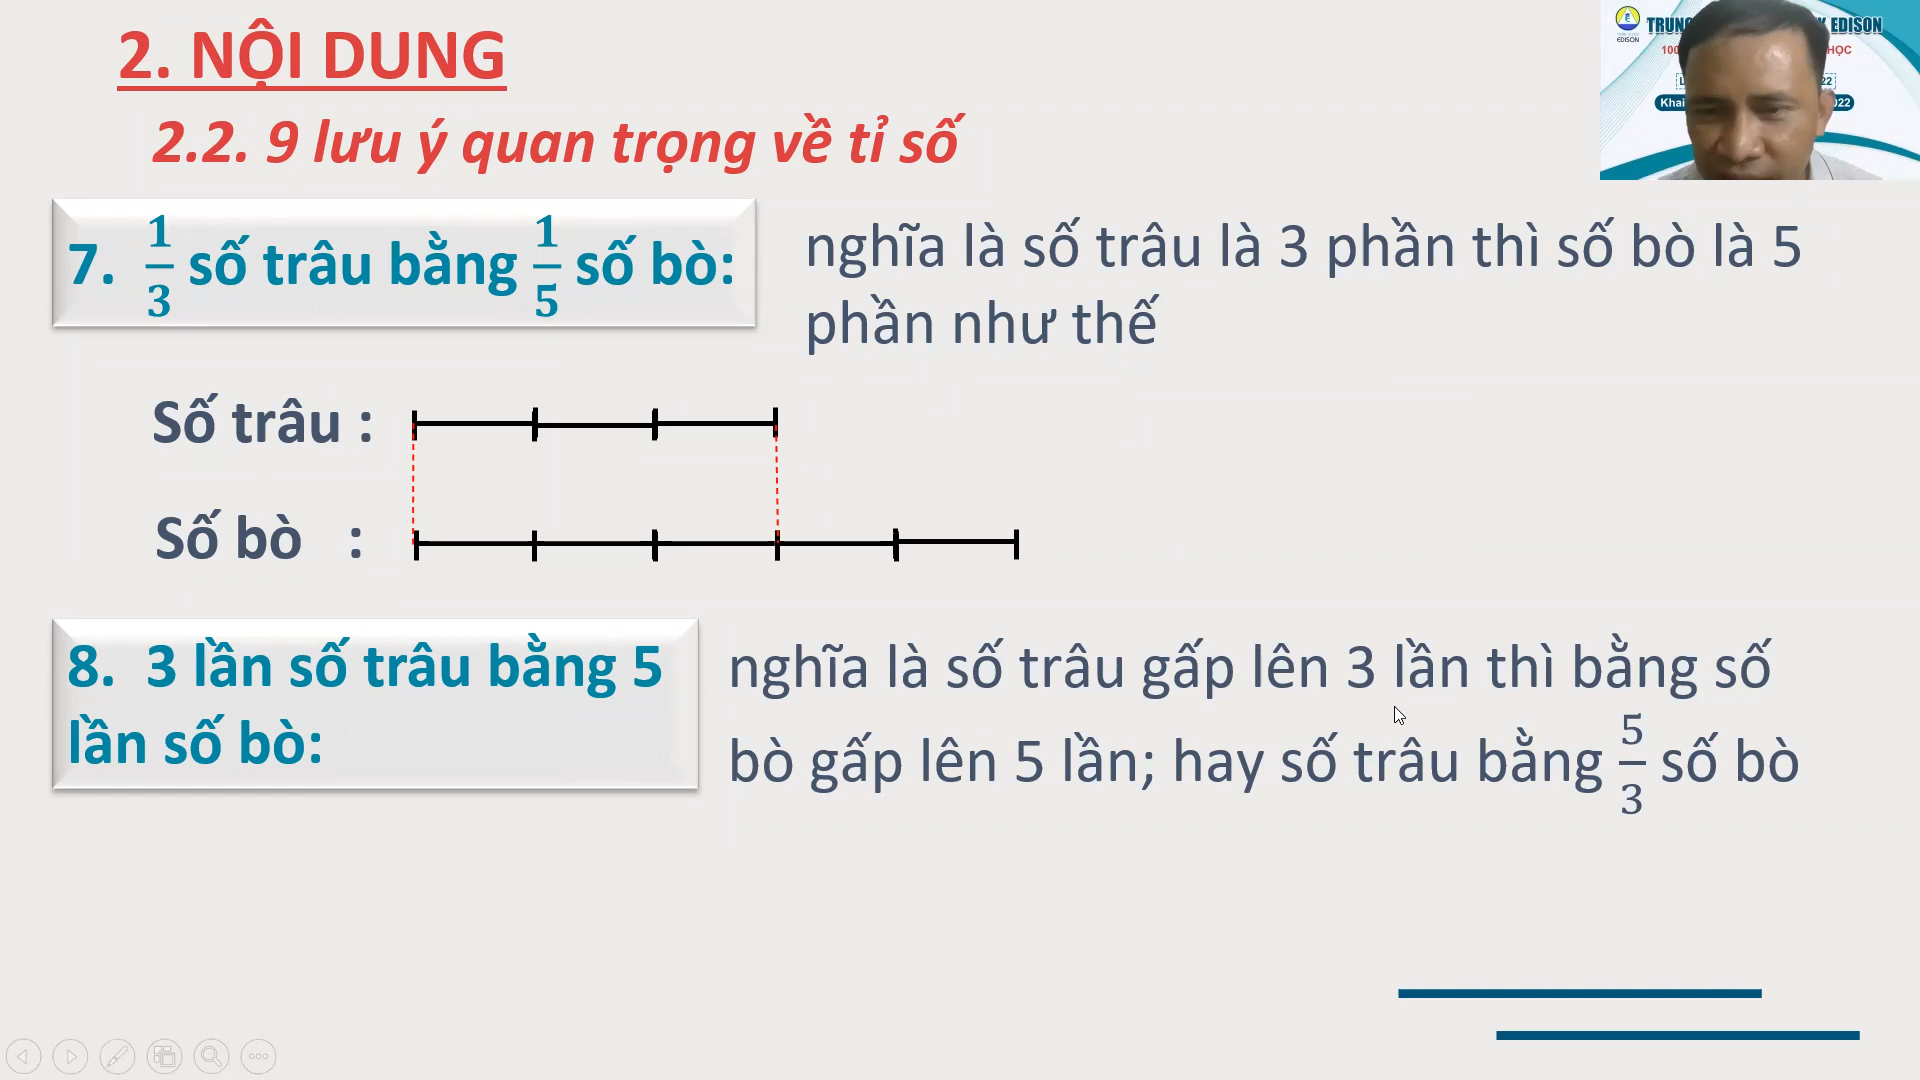 2. NỘI DUNG
2.2. 9 lưu ý quan trọng về tỉ số
7. 1/3 số trâu bằng 1/5 số bò:
nghĩa là số trâu là 3 phần thì số bò là 5
phần như thế
Số trâu :
Số bò :
8. 3 lần số trâu bằng 5
lần số bò:
nghĩa là số trâu gấp lên 3 lần thì bằng số
bò gấp lên 5 lần; hay số trâu bằng 5/3 số bò
EDISON
EDISON
HỌC
Khai